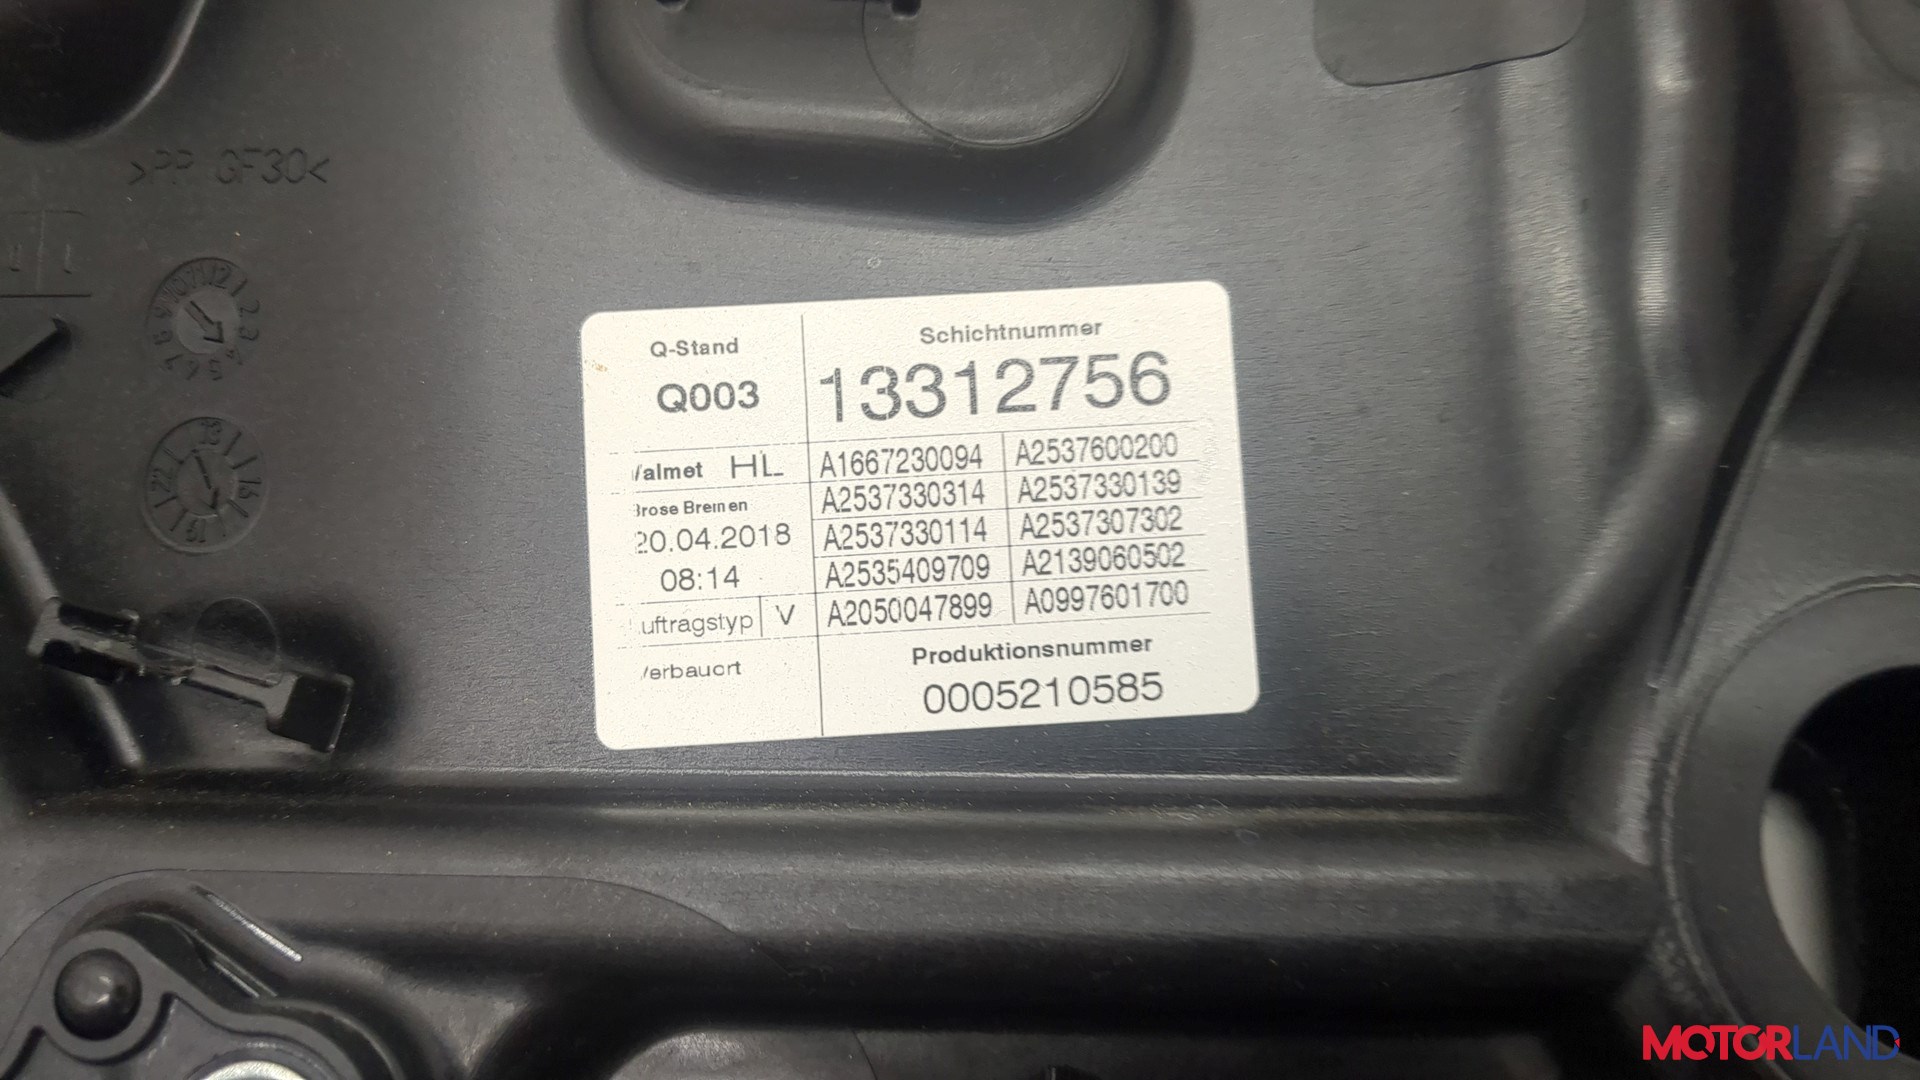 >PP GF30<
Q-Stand
Q003
Schichtnummer
13312756
almet HL
A1667230094 A2537600200
A2537330314 A2537330139
A2537330114 A2537307302
A2535409709 A2139060502
A2050047899 A0997601700
Brose Bremen
20.04.2018
08:14
uftragstyp V
erbauort
Produktionsnummer
0005210585
MOTORLAND